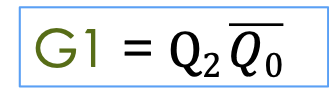 G1 = Q₂ Q̅₀